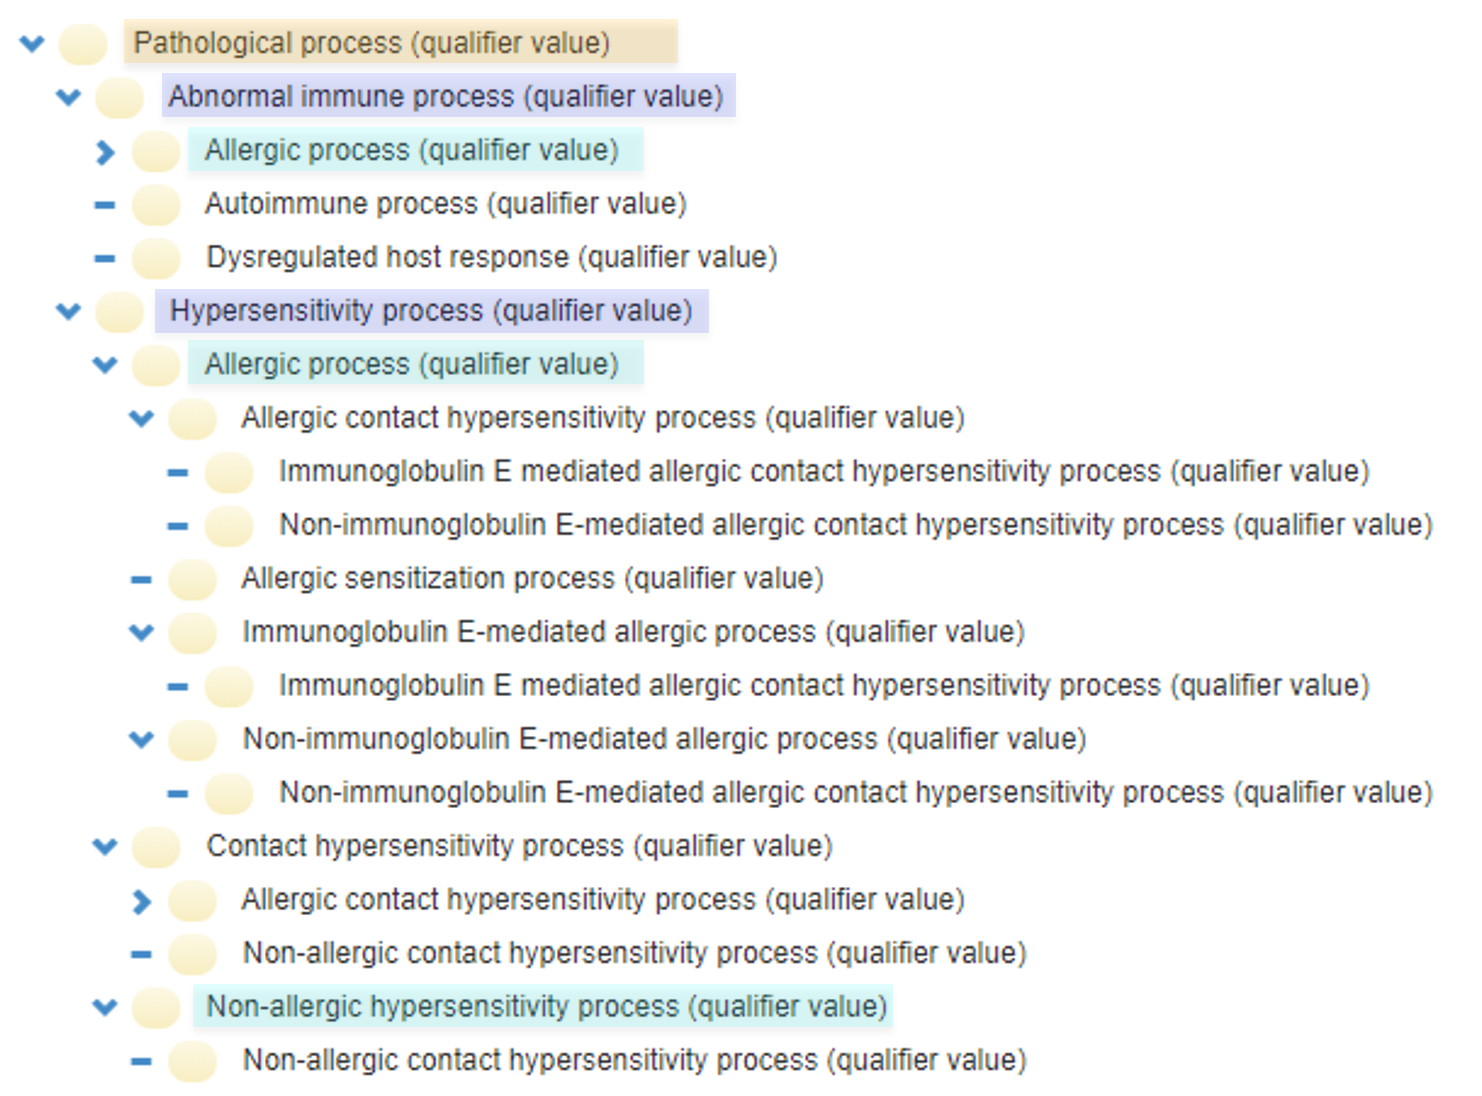 Pathological process (qualifier value)
Abnormal immune process (qualifier value)
Allergic process (qualifier value)
Autoimmune process (qualifier value)
Dysregulated host response (qualifier value)
Hypersensitivity process (qualifier value)
Allergic process (qualifier value)
Allergic contact hypersensitivity process (qualifier value)
Immunoglobulin E mediated allergic contact hypersensitivity process (qualifier value)
Non-immunoglobulin E-mediated allergic contact hypersensitivity process (qualifier value)
Allergic sensitization process (qualifier value)
Immunoglobulin E-mediated allergic process (qualifier value)
Immunoglobulin E mediated allergic contact hypersensitivity process (qualifier value)
Non-immunoglobulin E-mediated allergic process (qualifier value)
Non-immunoglobulin E-mediated allergic contact hypersensitivity process (qualifier value)
Contact hypersensitivity process (qualifier value)
Allergic contact hypersensitivity process (qualifier value)
Non-allergic contact hypersensitivity process (qualifier value)
Non-allergic hypersensitivity process (qualifier value)
Non-allergic contact hypersensitivity process (qualifier value)